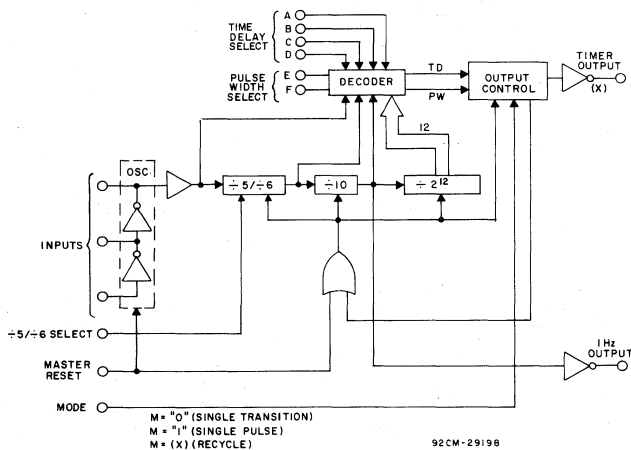 TIME
DELAY
SELECT
A
B
C
D
PULSE
WIDTH
SELECT
E
F
DECODER
TD
PW
OUTPUT
CONTROL
TIMER
OUTPUT
(X)
12
OSC.
÷5/÷6
÷10
÷2¹²
INPUTS
÷5/÷6 SELECT
MASTER
RESET
1Hz
OUTPUT
MODE
M = "0" (SINGLE TRANSITION)
M = "1" (SINGLE PULSE)
M = (X) (RECYCLE)
92CM-29198